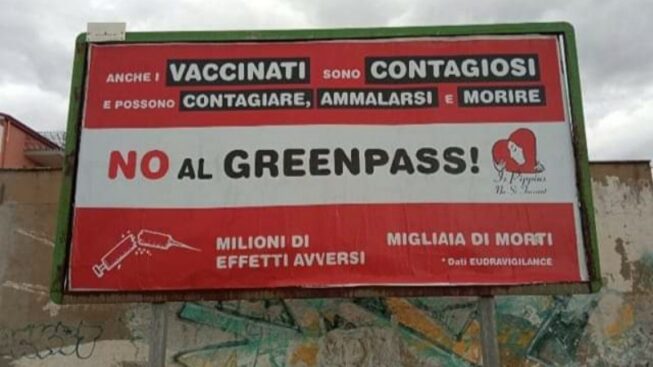 ANCHE I VACCINATI SONO CONTAGIOSI
E POSSONO CONTAGIARE, AMMALARSI E MORIRE
NO AL GREENPASS!
MILIONI DI
EFFETTI AVVERSI
MIGLIAIA DI MORTI
* Dati EUDRAVIGILANCE